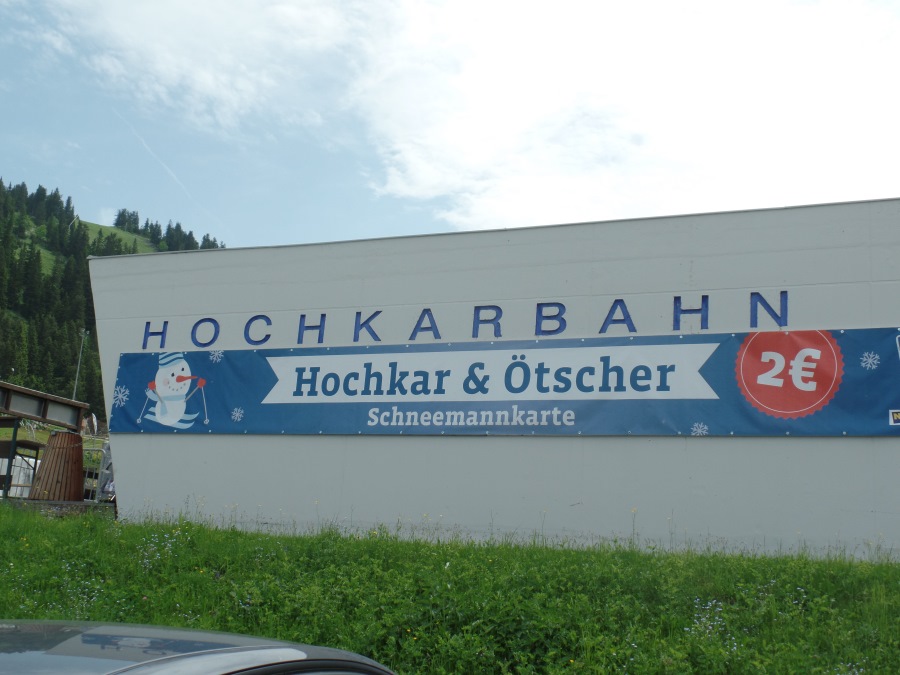 HOCHKARBAHN
Hochkar & Ötscher
2€
Schneemannkarte